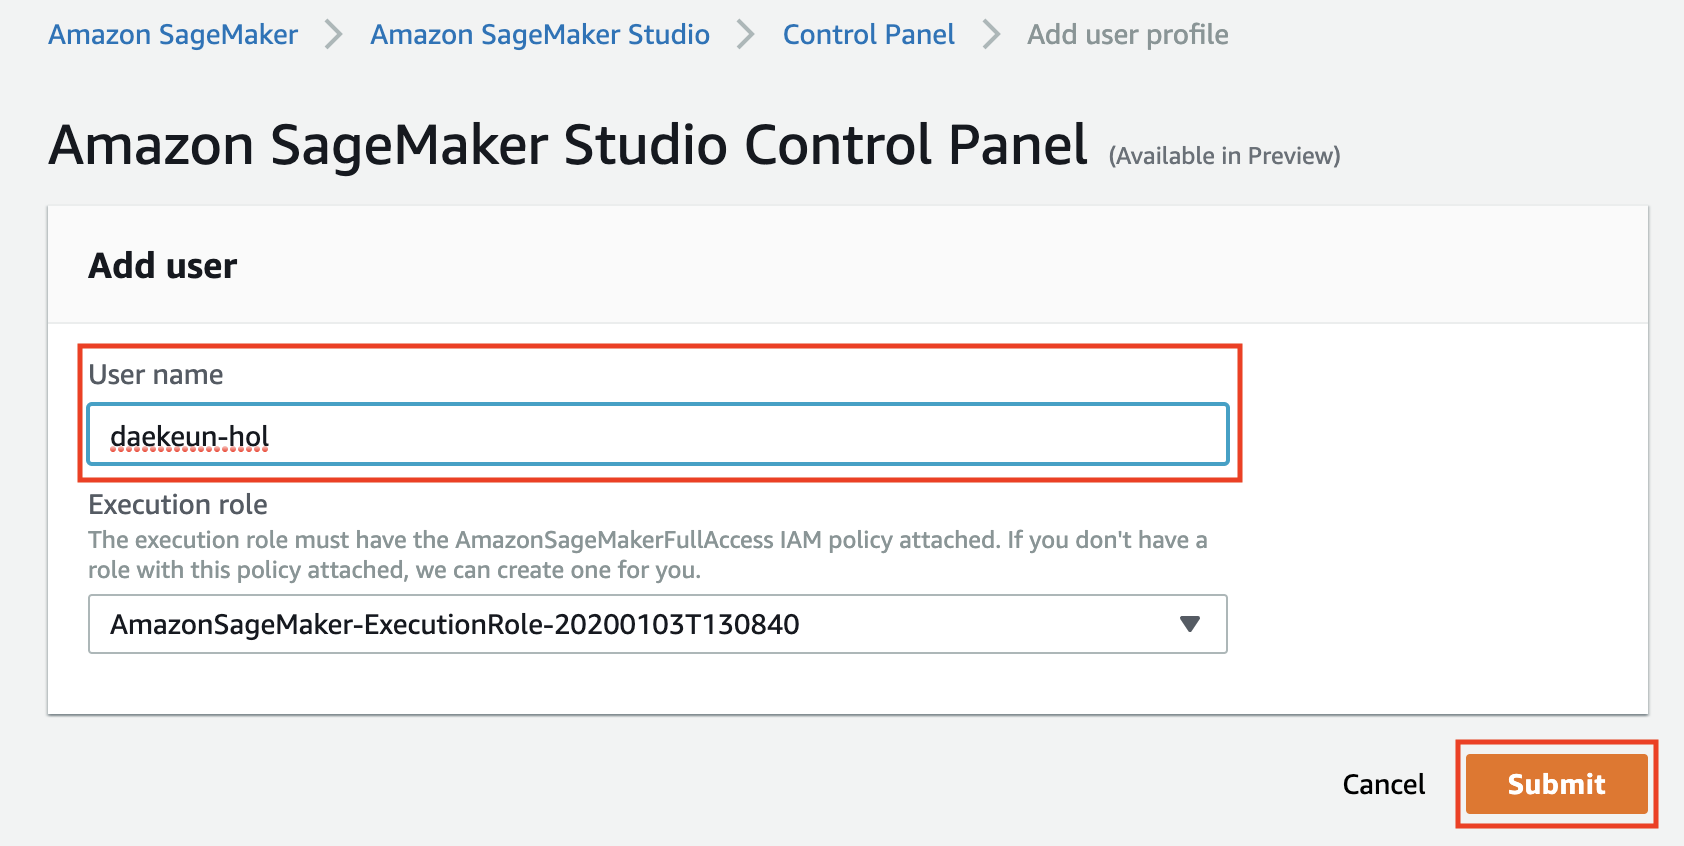 Amazon SageMaker > Amazon SageMaker Studio > Control Panel > Add user profile
Amazon SageMaker Studio Control Panel (Available in Preview)
Add user
User name
daekeun-hol
Execution role
The execution role must have the AmazonSageMakerFullAccess IAM policy attached. If you don't have a
role with this policy attached, we can create one for you.
AmazonSageMaker-ExecutionRole-20200103T130840
Cancel Submit